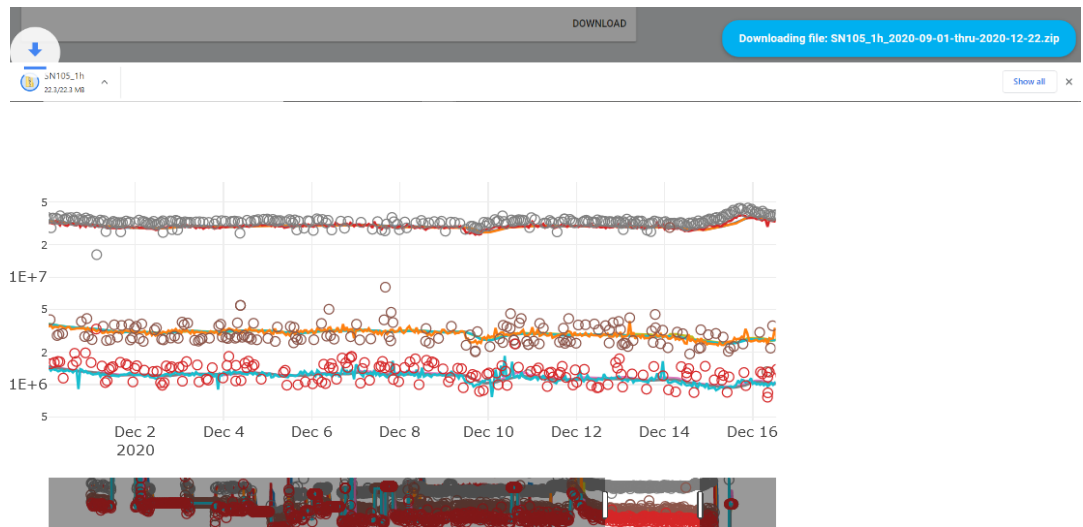 DOWNLOAD
Downloading file: SN105_1h_2020-09-01-thru-2020-12-22.zip
SN105_1h
22.3/22.3 MB
Show all
5
2
1E+7
5
2
1E+6
5
Dec 2
2020
Dec 4
Dec 6
Dec 8
Dec 10
Dec 12
Dec 14
Dec 16